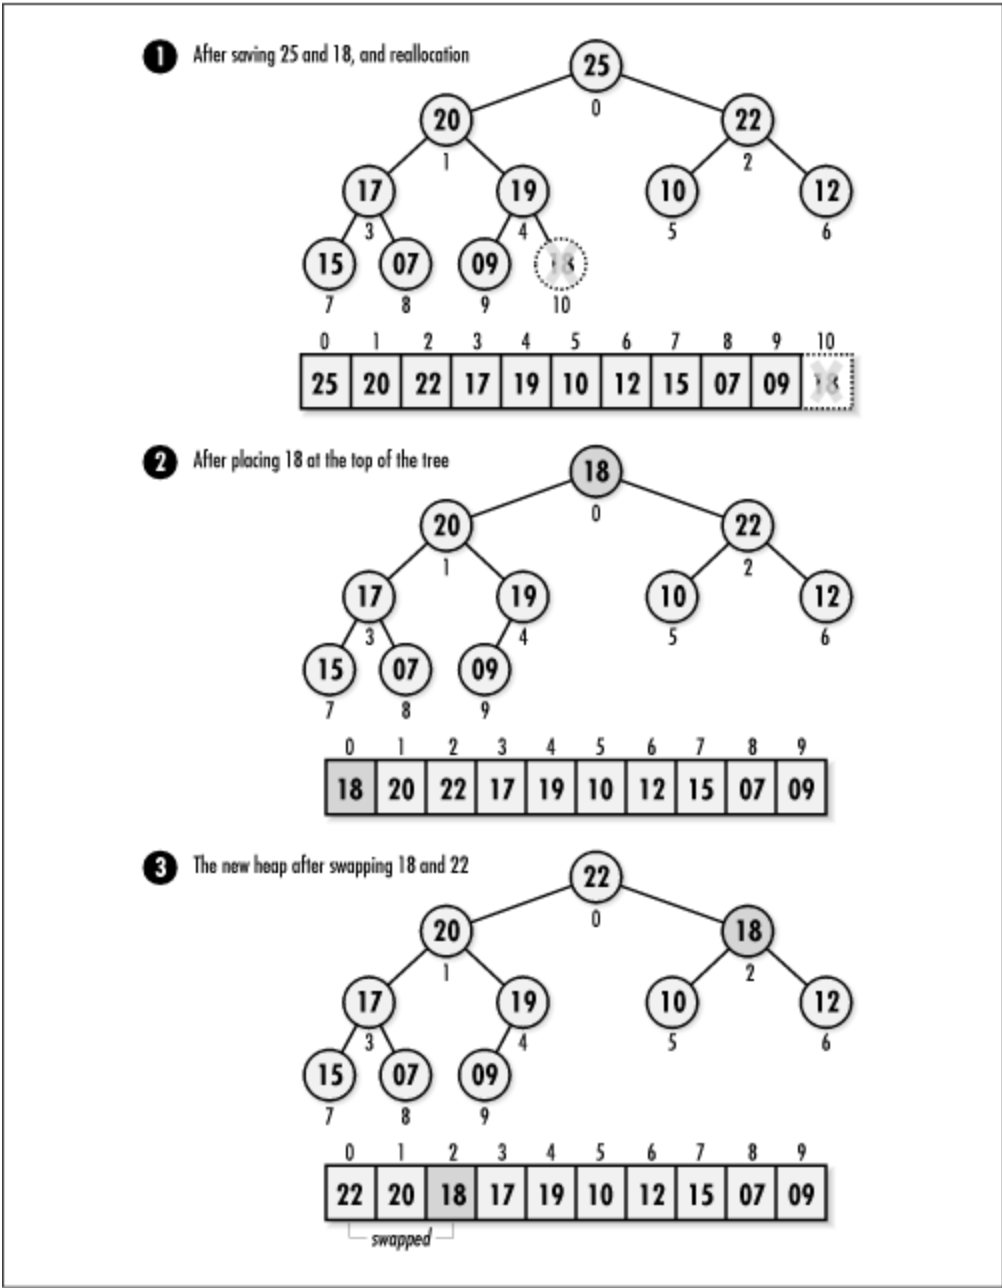 1 After saving 25 and 18, and reallocation
25
0
20 22
1 2
17 19 10 12
3 4 5 6
15 07 09 18
7 8 9 10
0 1 2 3 4 5 6 7 8 9 10
25 20 22 17 19 10 12 15 07 09 18
2 After placing 18 at the top of the tree
18
0
20 22
1 2
17 19 10 12
3 4 5 6
15 07 09
7 8 9
0 1 2 3 4 5 6 7 8 9
18 20 22 17 19 10 12 15 07 09
3 The new heap after swapping 18 and 22
22
0
20 18
1 2
17 19 10 12
3 4 5 6
15 07 09
7 8 9
0 1 2 3 4 5 6 7 8 9
22 20 18 17 19 10 12 15 07 09
swapped